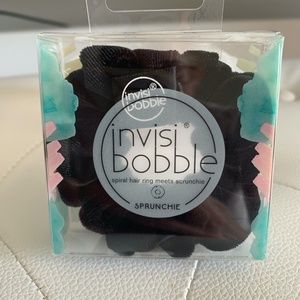 invisi
bobble
invisi®
bobble
spiral hair ring meets scrunchie
SPRUNCHIE